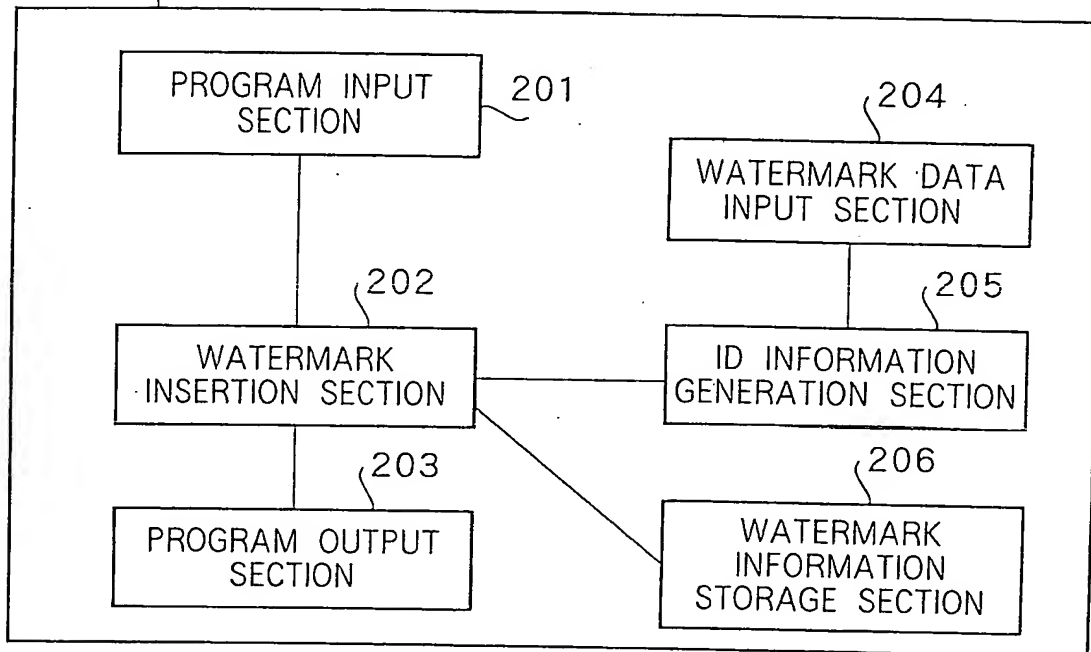 PROGRAM INPUT
SECTION
201
204
WATERMARK DATA
INPUT SECTION
202
205
WATERMARK
INSERTION SECTION
ID INFORMATION
GENERATION SECTION
203
206
PROGRAM OUTPUT
SECTION
WATERMARK
INFORMATION
STORAGE SECTION